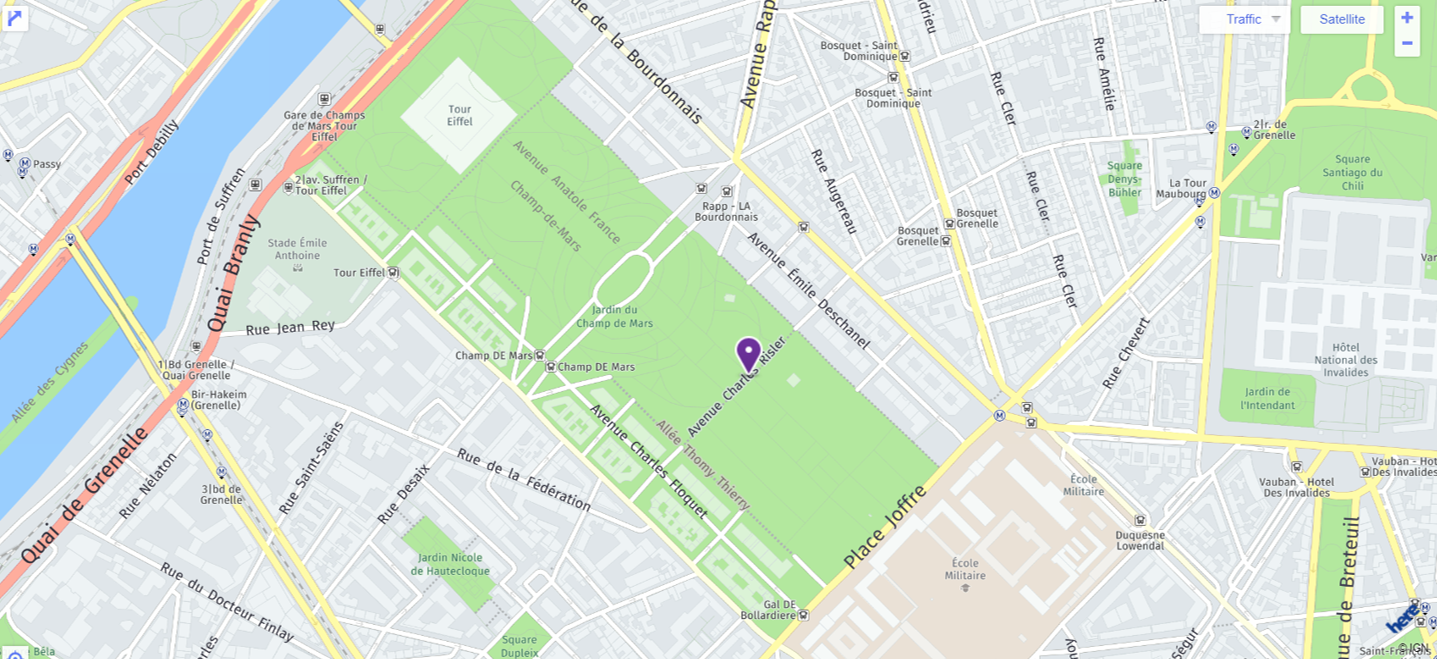 Traffic
Satellite
+
−
ue de la Bourdonnais
Avenue Rapp
Bosquet - Saint
Dominique
Bosquet - Saint
Dominique
Rue Cler
Rue Amélie
2|r. de
Grenelle
Tour
Eiffel
Gare de Champs
de Mars Tour
Eiffel
Port Debilly
Passy
Square
Denys-
Bühler
Square
Santiago du
Chili
La Tour
Maubourg
2|av. Suffren /
Tour Eiffel
Avenue Anatole France
Champ-de-Mars
Rue Augereau
Rue Cler
Rapp - LA
Bourdonnais
Bosquet
Grenelle
Bosquet
Grenelle
Port de Suffren
Quai Branly
Stade Émile
Anthoine
Tour Eiffel
Avenue Émile Deschanel
Rue Cler
Jardin du
Champ de Mars
Rue Jean Rey
Champ DE Mars
Champ DE Mars
Avenue Charles Risler
Rue Chevert
Hôtel
National des
Invalides
Allée des Cygnes
1|Bd Grenelle /
Quai Grenelle
Bir-Hakeim
(Grenelle)
Jardin de
l'Intendant
Avenue Charles Floquet
Allée Thomy Thierry
Quai de Grenelle
Rue Nélaton
Rue Saint-Saëns
Rue Desaix
Rue de la Fédération
3|bd de
Grenelle
École
Militaire
Vauban - Hotel
Des Invalides
Vauban - Hot
Des Invalides
Place Joffre
Duquesne
Lowendal
Jardin Nicole
de Hautecloque
École
Militaire
Rue du Docteur Finlay
Gal DE
Bollardiere
Square
Dupleix
ue de Breteuil
Ségur
here
© IGN
Saint-François
Béla